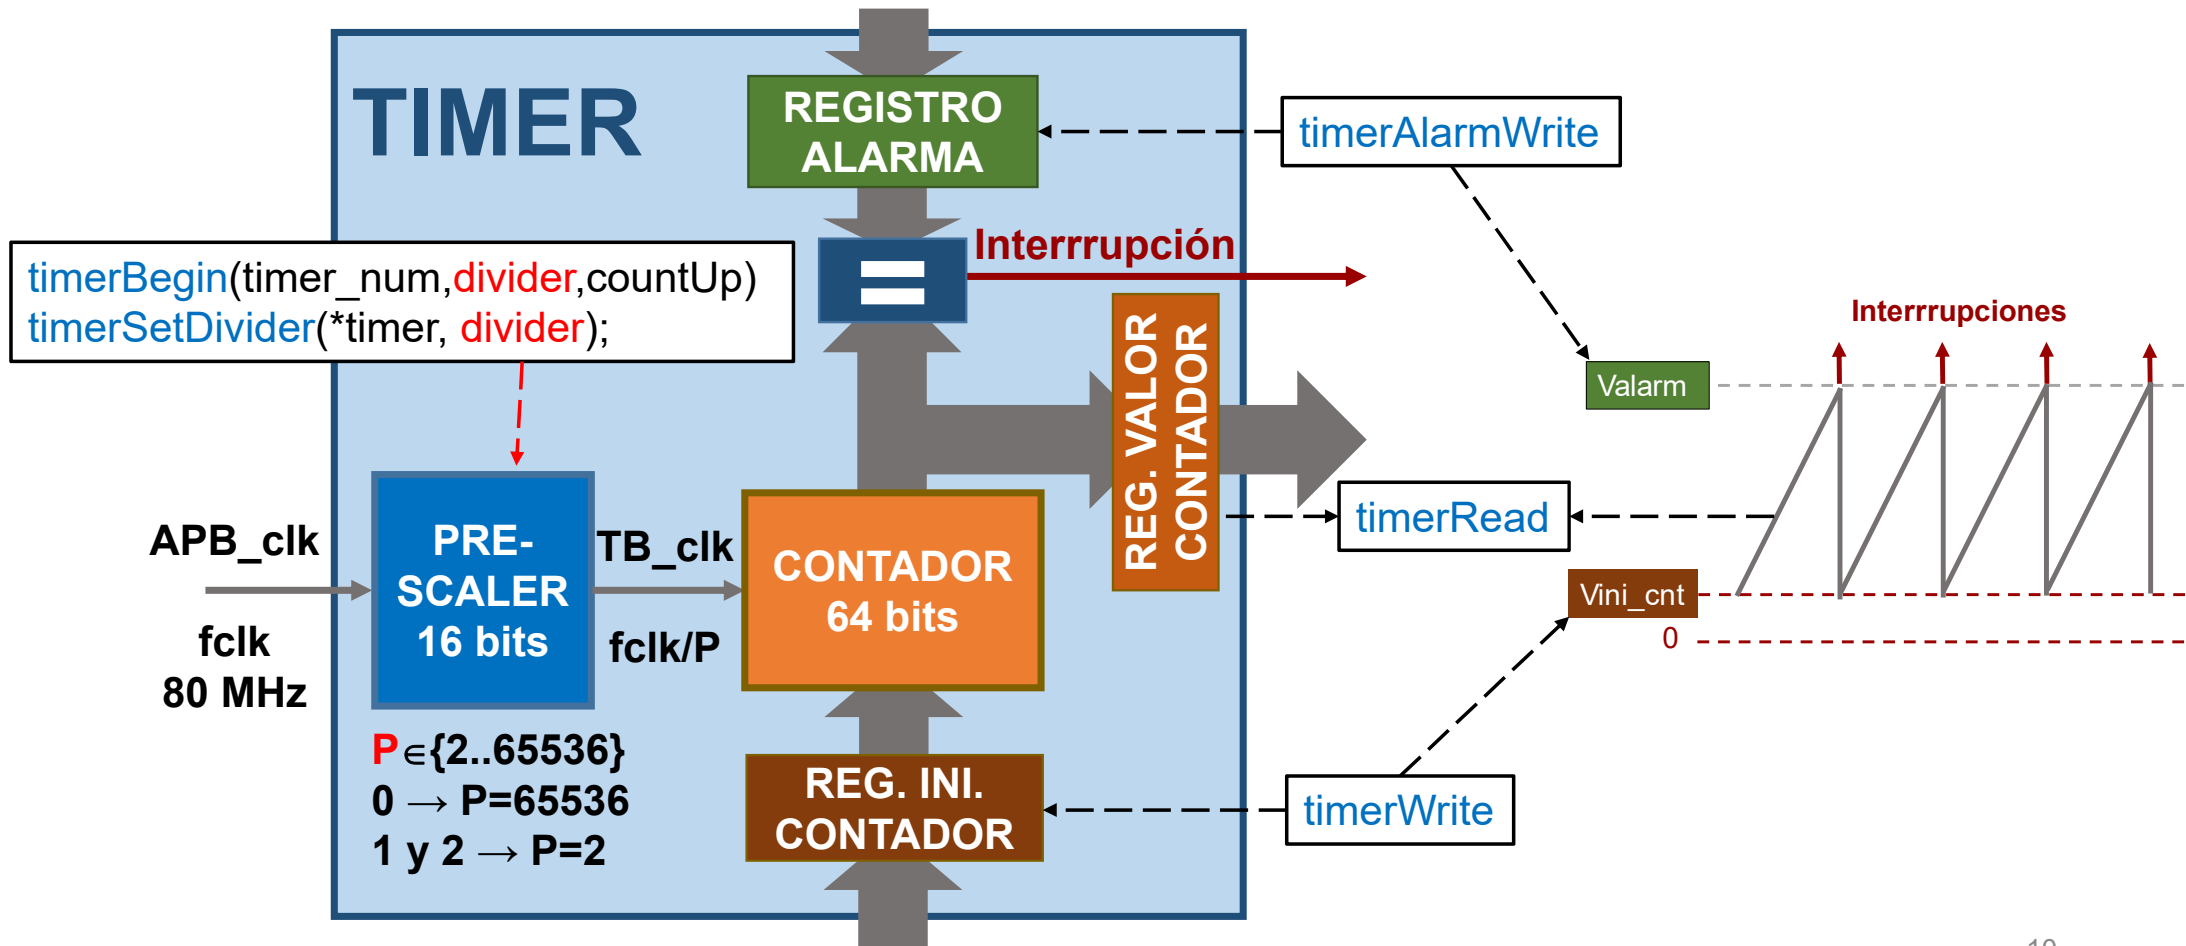 TIMER
REGISTRO
ALARMA
timerAlarmWrite
Interrrupción
timerBegin(timer_num,divider,countUp)
timerSetDivider(*timer, divider);
=
REG. VALOR
CONTADOR
Interrrupciones
Valarm
APB_clk
fclk
80 MHz
PRE-
SCALER
16 bits
TB_clk
fclk/P
CONTADOR
64 bits
timerRead
Vini_cnt
0
P∈{2..65536}
0 → P=65536
1 y 2 → P=2
REG. INI.
CONTADOR
timerWrite